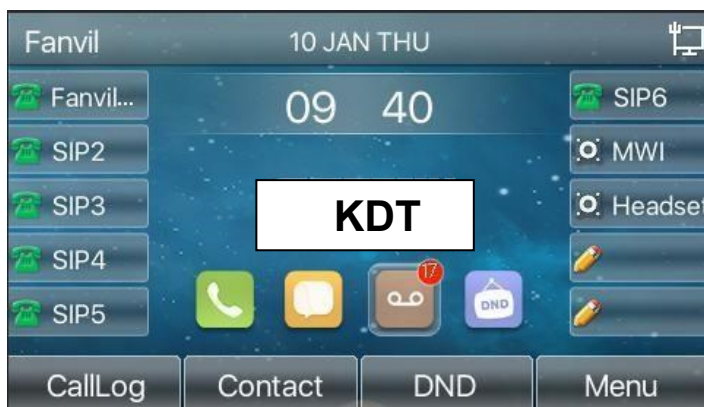 Fanvil 10 JAN THU
Fanvil... 09 40 SIP6
SIP2 MWI
SIP3 KDT Headset
SIP4 17
SIP5 DND
CallLog Contact DND Menu